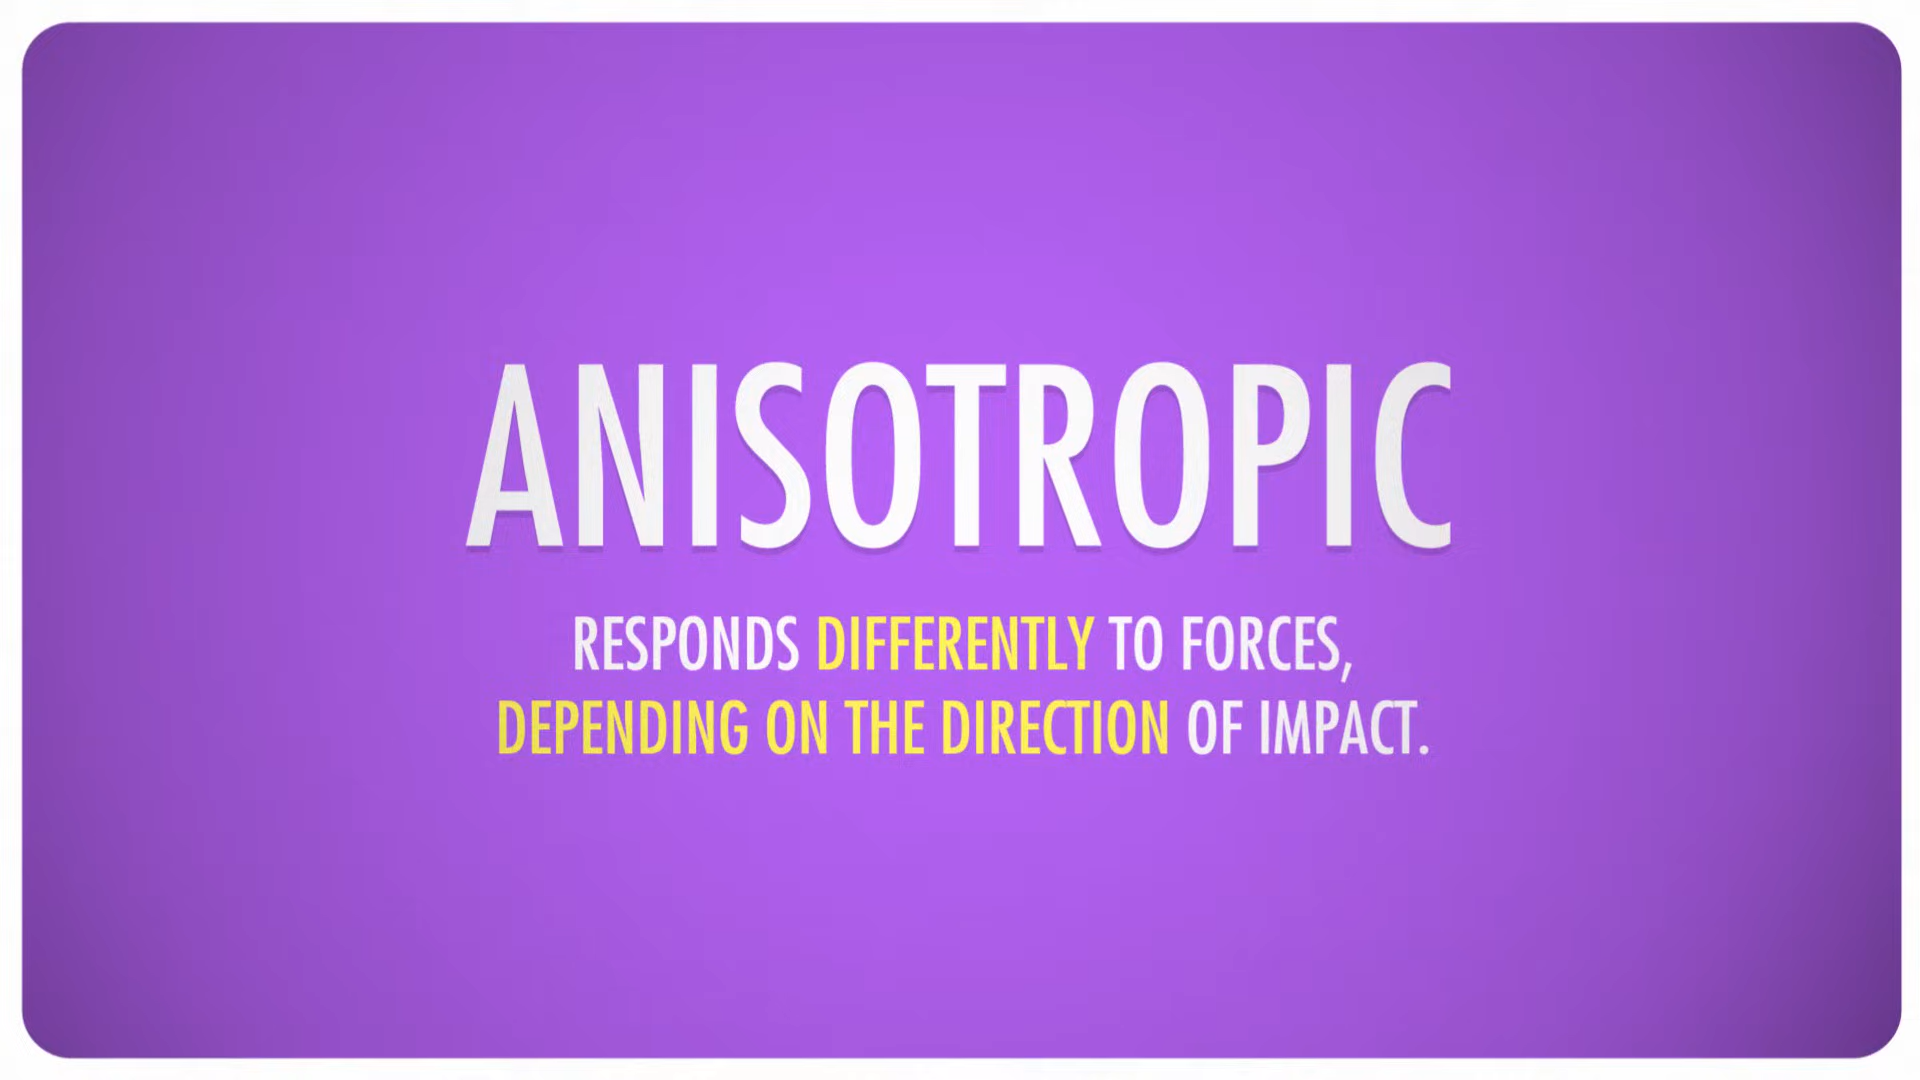 ANISOTROPIC
RESPONDS DIFFERENTLY TO FORCES,
DEPENDING ON THE DIRECTION OF IMPACT.